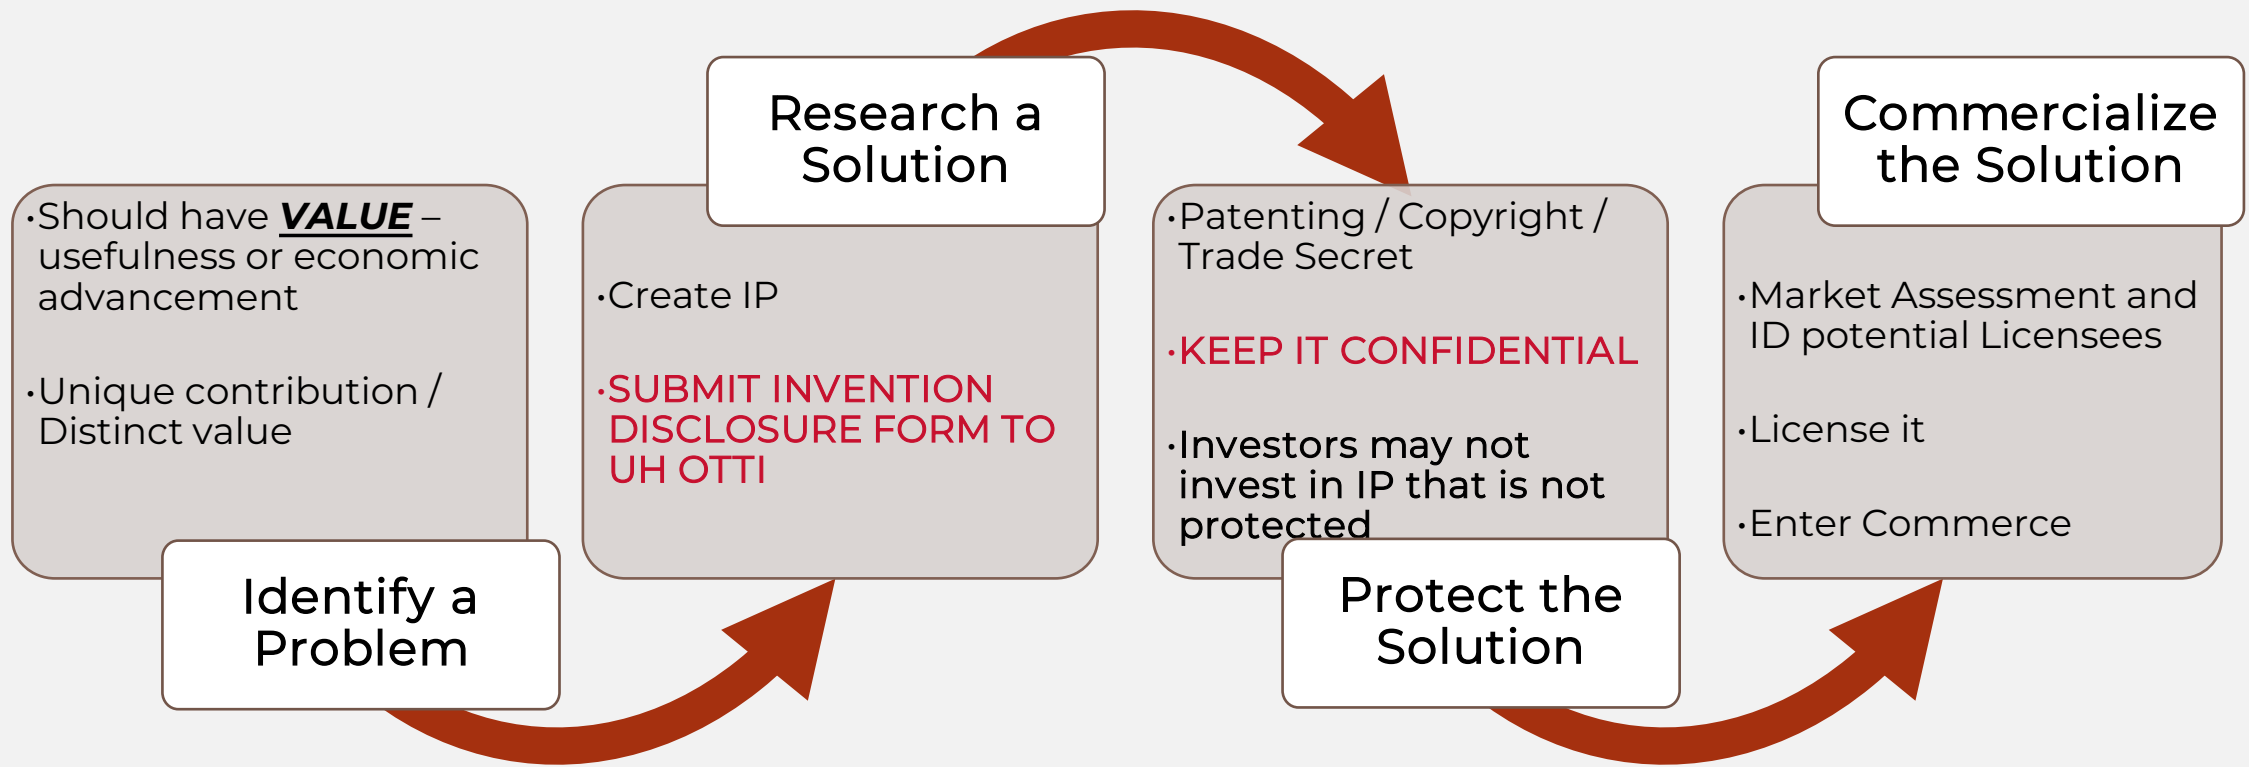 ·Should have VALUE –
usefulness or economic
advancement
·Unique contribution /
Distinct value
Identify a
Problem
Research a
Solution
·Create IP
·SUBMIT INVENTION
DISCLOSURE FORM TO
UH OTTI
·Patenting / Copyright /
Trade Secret
·KEEP IT CONFIDENTIAL
·Investors may not
invest in IP that is not
protected
Protect the
Solution
Commercialize
the Solution
·Market Assessment and
ID potential Licensees
·License it
·Enter Commerce